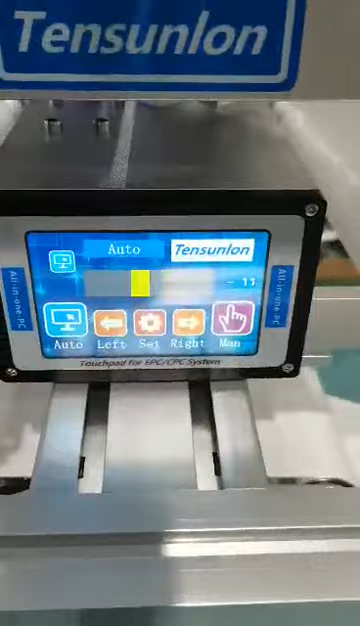 Tensunlon
Auto
Tensunlon
- 11
All-in-one-PC
All-in-one-PC
Auto
Left
Set
Right
Man
Touchpad for EPC/CPC System